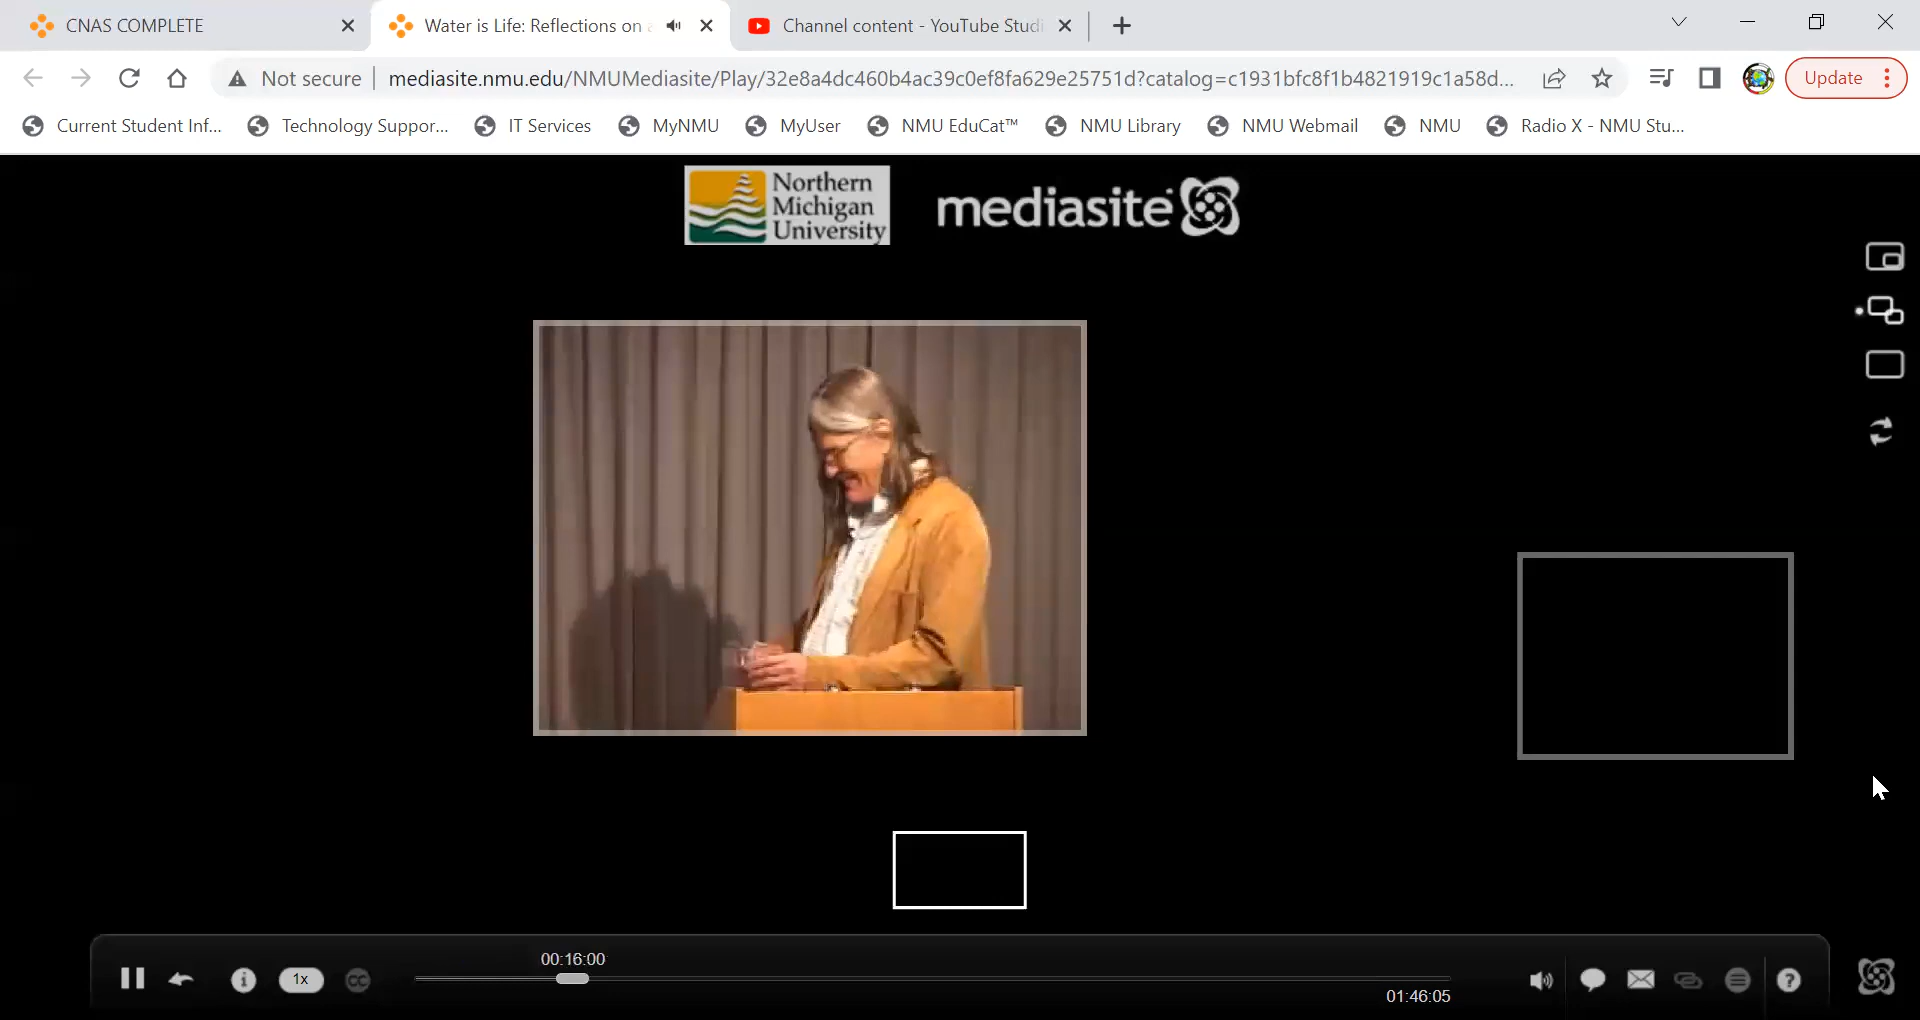 CNAS COMPLETE
Water is Life: Reflections on
Channel content - YouTube Studi
Not secure
mediasite.nmu.edu/NMUMediasite/Play/32e8a4dc460b4ac39c0ef8fa629e25751d?catalog=c1931bfc8f1b4821919c1a58d...
Update
Current Student Inf...
Technology Suppor...
IT Services
MyNMU
MyUser
NMU EduCat™
NMU Library
NMU Webmail
NMU
Radio X - NMU Stu...
Northern
Michigan
University
mediasite
00:16:00
1x
CC
01:46:05